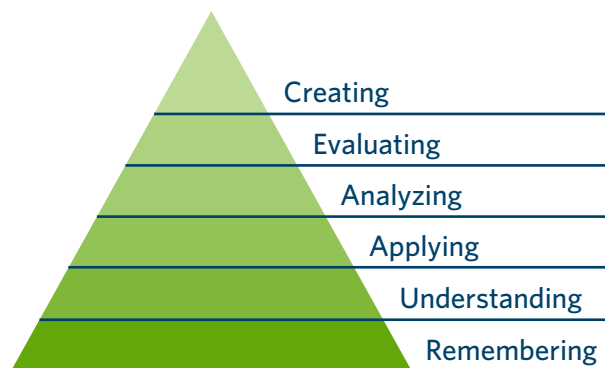 Creating
Evaluating
Analyzing
Applying
Understanding
Remembering